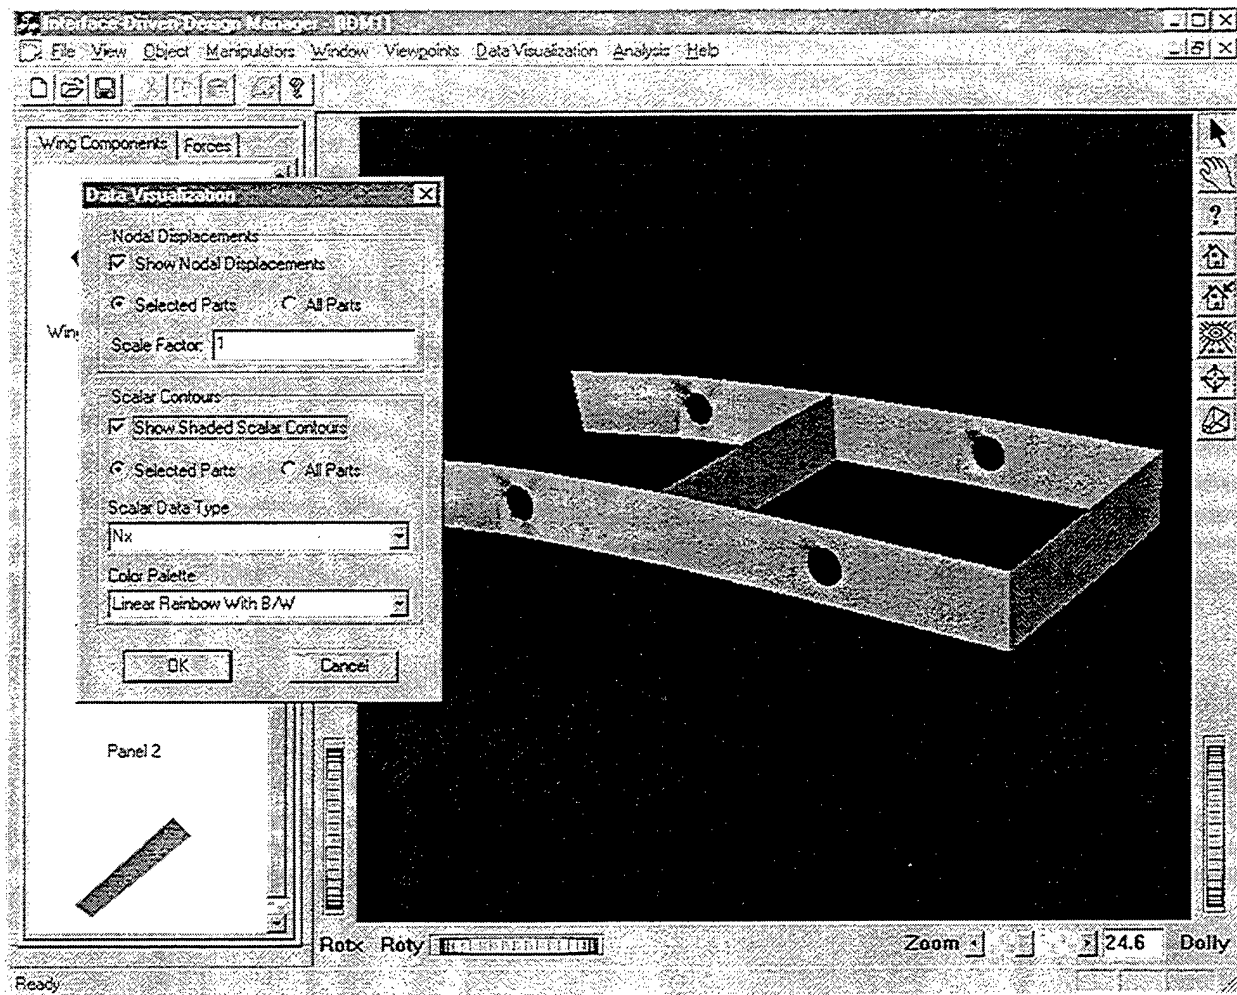 Interface-Driven Design Manager - [IDM1]
File View Object Manipulators Window Viewpoints Data Visualization Analysis Help
Wing Components Forces
Data Visualization
Nodal Displacements
Show Nodal Displacements
Selected Parts All Parts
Wing
Scale Factor: 1
Scalar Contours
Show Shaded Scalar Contours
Selected Parts All Parts
Scalar Data Type
Nx
Color Palette
Linear Rainbow With B/W
OK Cancel
Panel 2
Rotx Roty Zoom 24.6 Dolly
Ready